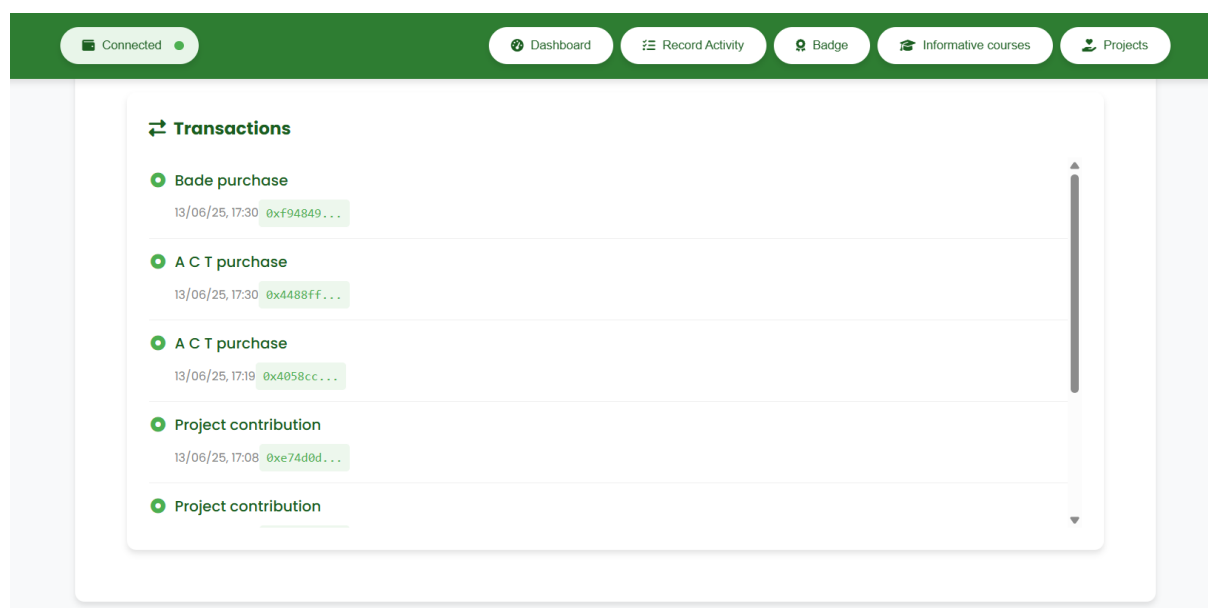 Connected
Dashboard
Record Activity
Badge
Informative courses
Projects
Transactions
Bade purchase
13/06/25, 17:30 0xf94849...
A C T purchase
13/06/25, 17:30 0x4488ff...
A C T purchase
13/06/25, 17:19 0x4058cc...
Project contribution
13/06/25, 17:08 0xe74d0d...
Project contribution